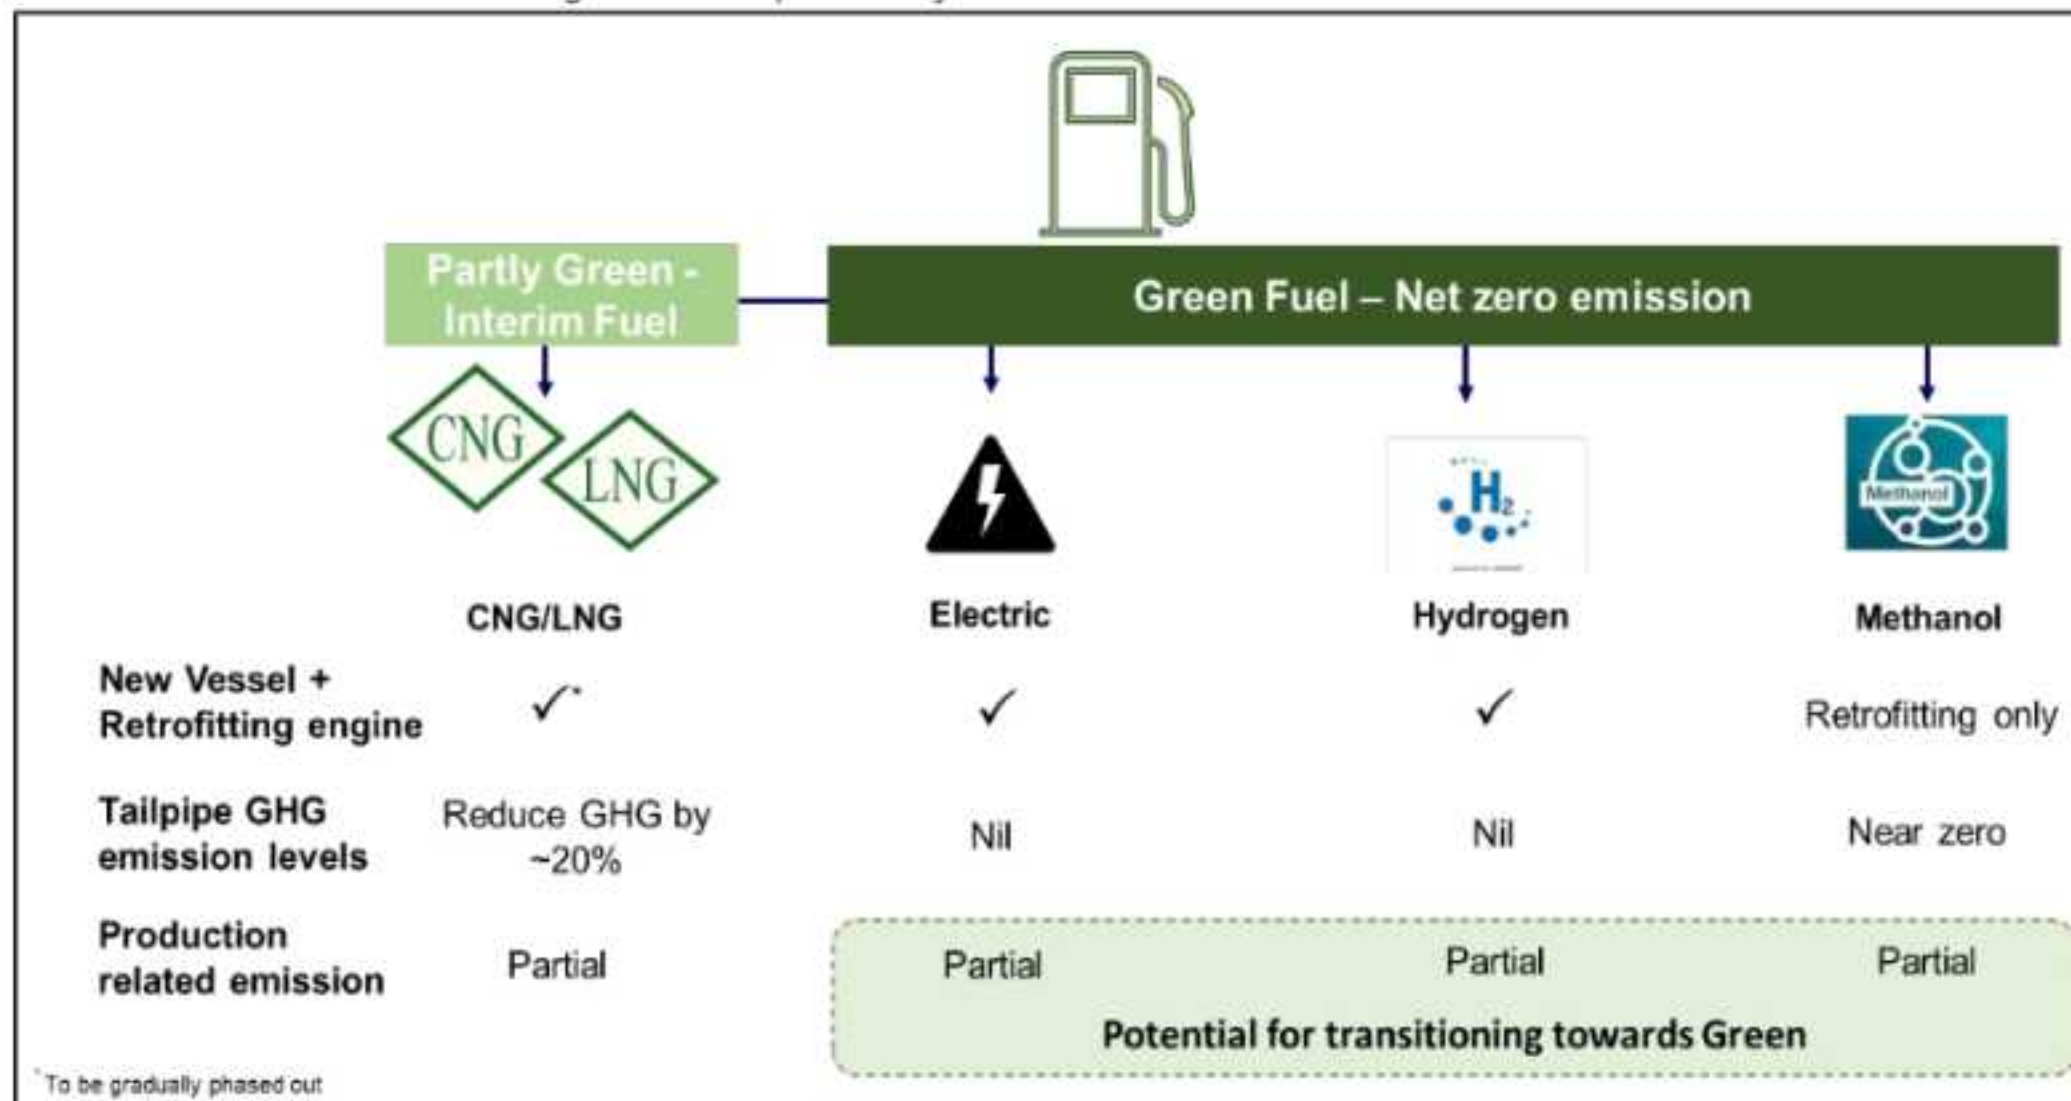 Partly Green -
Interim Fuel
Green Fuel – Net zero emission
CNG
LNG
H2
Methanol
CNG/LNG
Electric
Hydrogen
Methanol
New Vessel +
Retrofitting engine
✓*
✓
✓
Retrofitting only
Tailpipe GHG
emission levels
Reduce GHG by
~20%
Nil
Nil
Near zero
Production
related emission
Partial
Partial
Partial
Partial
Potential for transitioning towards Green
* To be gradually phased out